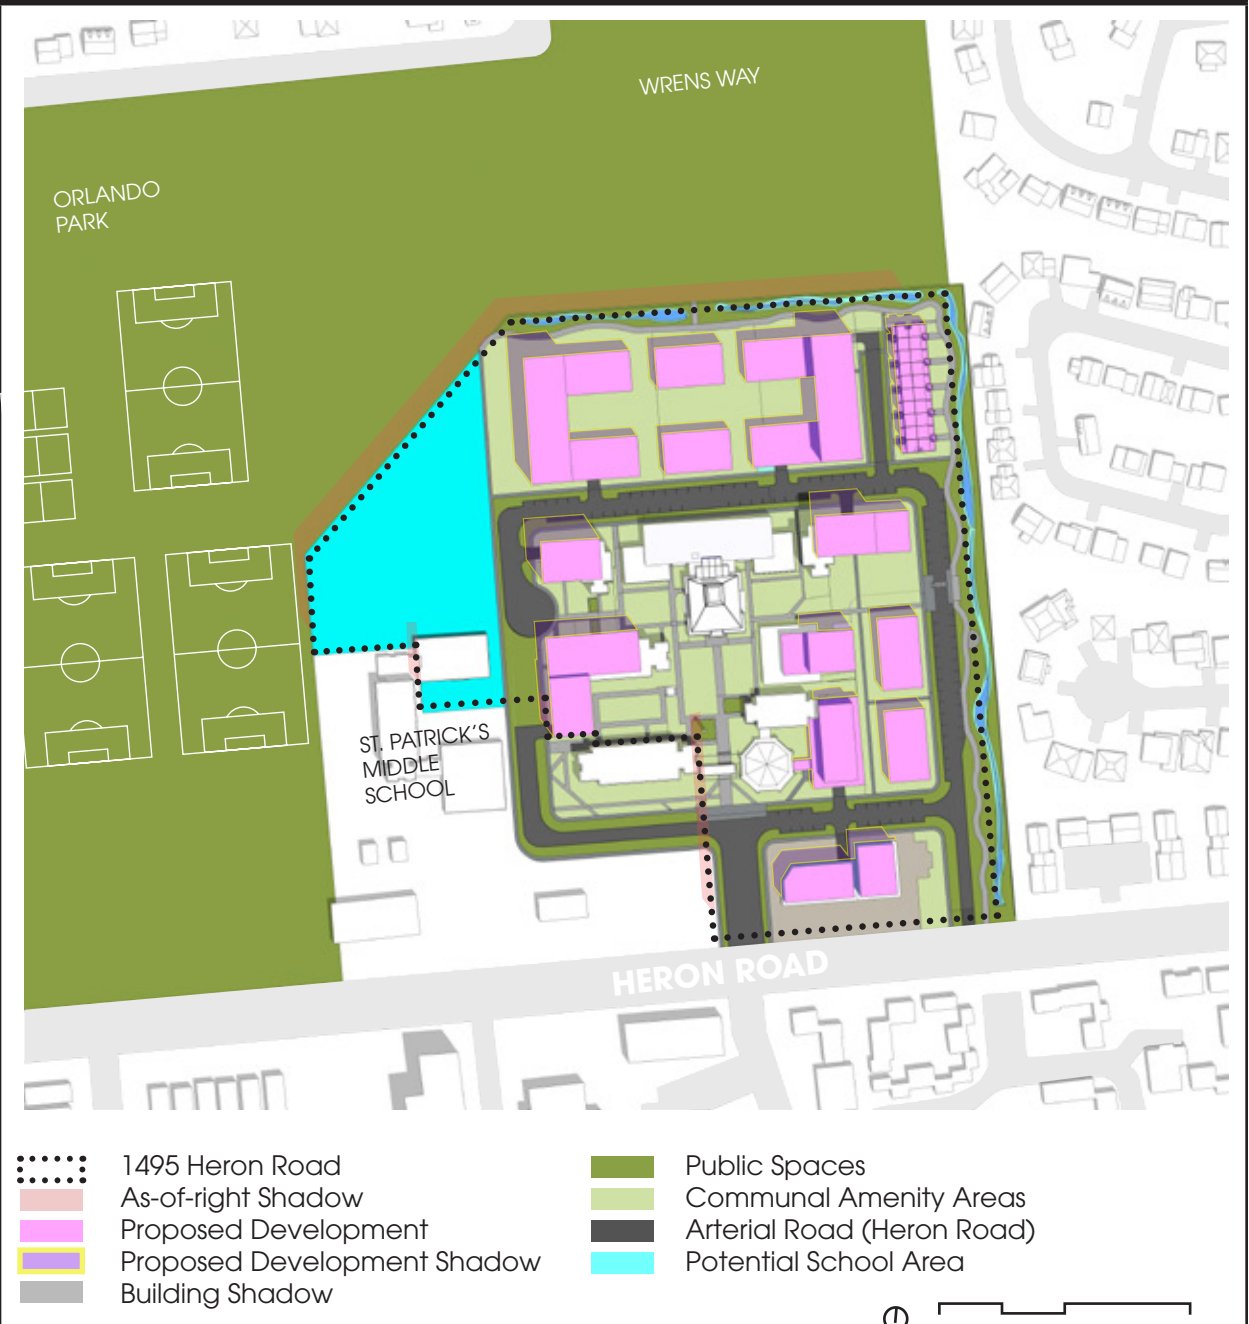 WRENS WAY
ORLANDO
PARK
ST. PATRICK'S
MIDDLE
SCHOOL
HERON ROAD
1495 Heron Road
As-of-right Shadow
Proposed Development
Proposed Development Shadow
Building Shadow
Public Spaces
Communal Amenity Areas
Arterial Road (Heron Road)
Potential School Area